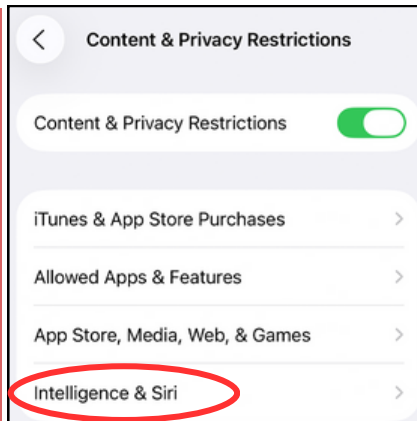 Content & Privacy Restrictions
Content & Privacy Restrictions
iTunes & App Store Purchases
Allowed Apps & Features
App Store, Media, Web, & Games
Intelligence & Siri